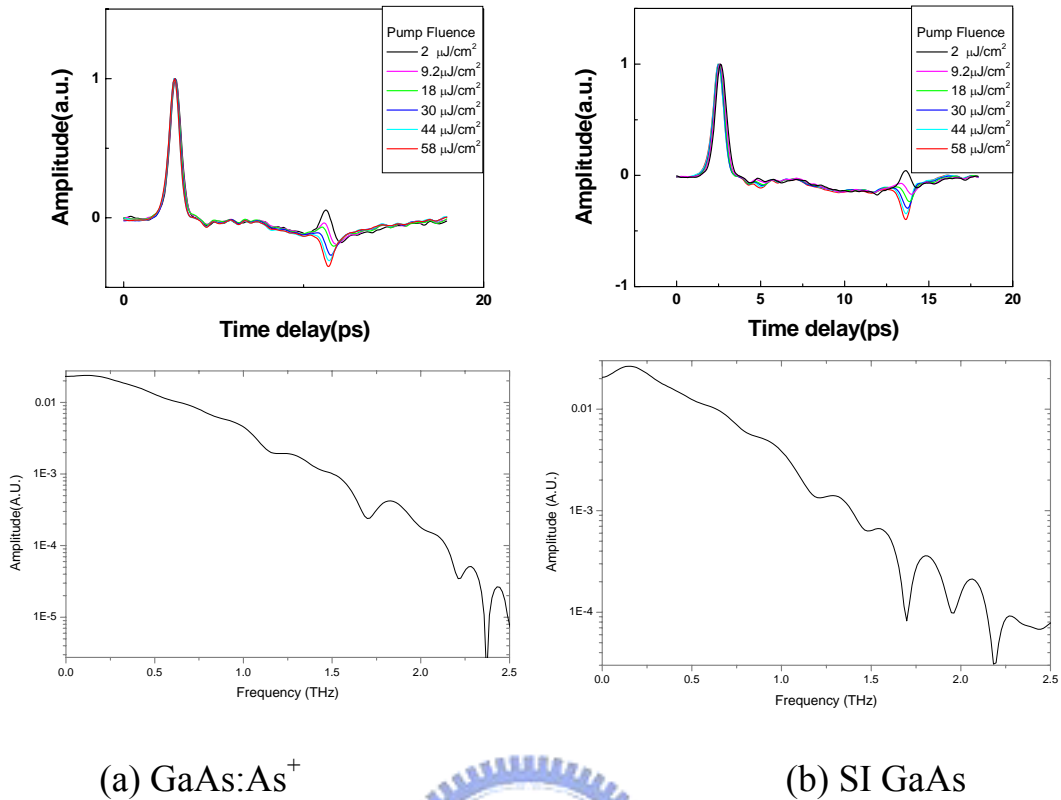 Amplitude(a.u.)
1
0
0
20
Time delay(ps)
Pump Fluence
2 μJ/cm²
9.2μJ/cm²
18 μJ/cm²
30 μJ/cm²
44 μJ/cm²
58 μJ/cm²
Amplitude(a.u.)
1
0
-1
0
5
10
15
20
Time delay(ps)
Pump Fluence
2 μJ/cm²
9.2μJ/cm²
18 μJ/cm²
30 μJ/cm²
44 μJ/cm²
58 μJ/cm²
Amplitude(A.U.)
0.01
1E-3
1E-4
1E-5
0.0
0.5
1.0
1.5
2.0
2.5
Frequency (THz)
Amplitude (A.U.)
0.01
1E-3
1E-4
0.0
0.5
1.0
1.5
2.0
2.5
Frequency (THz)
(a) GaAs:As⁺
(b) SI GaAs